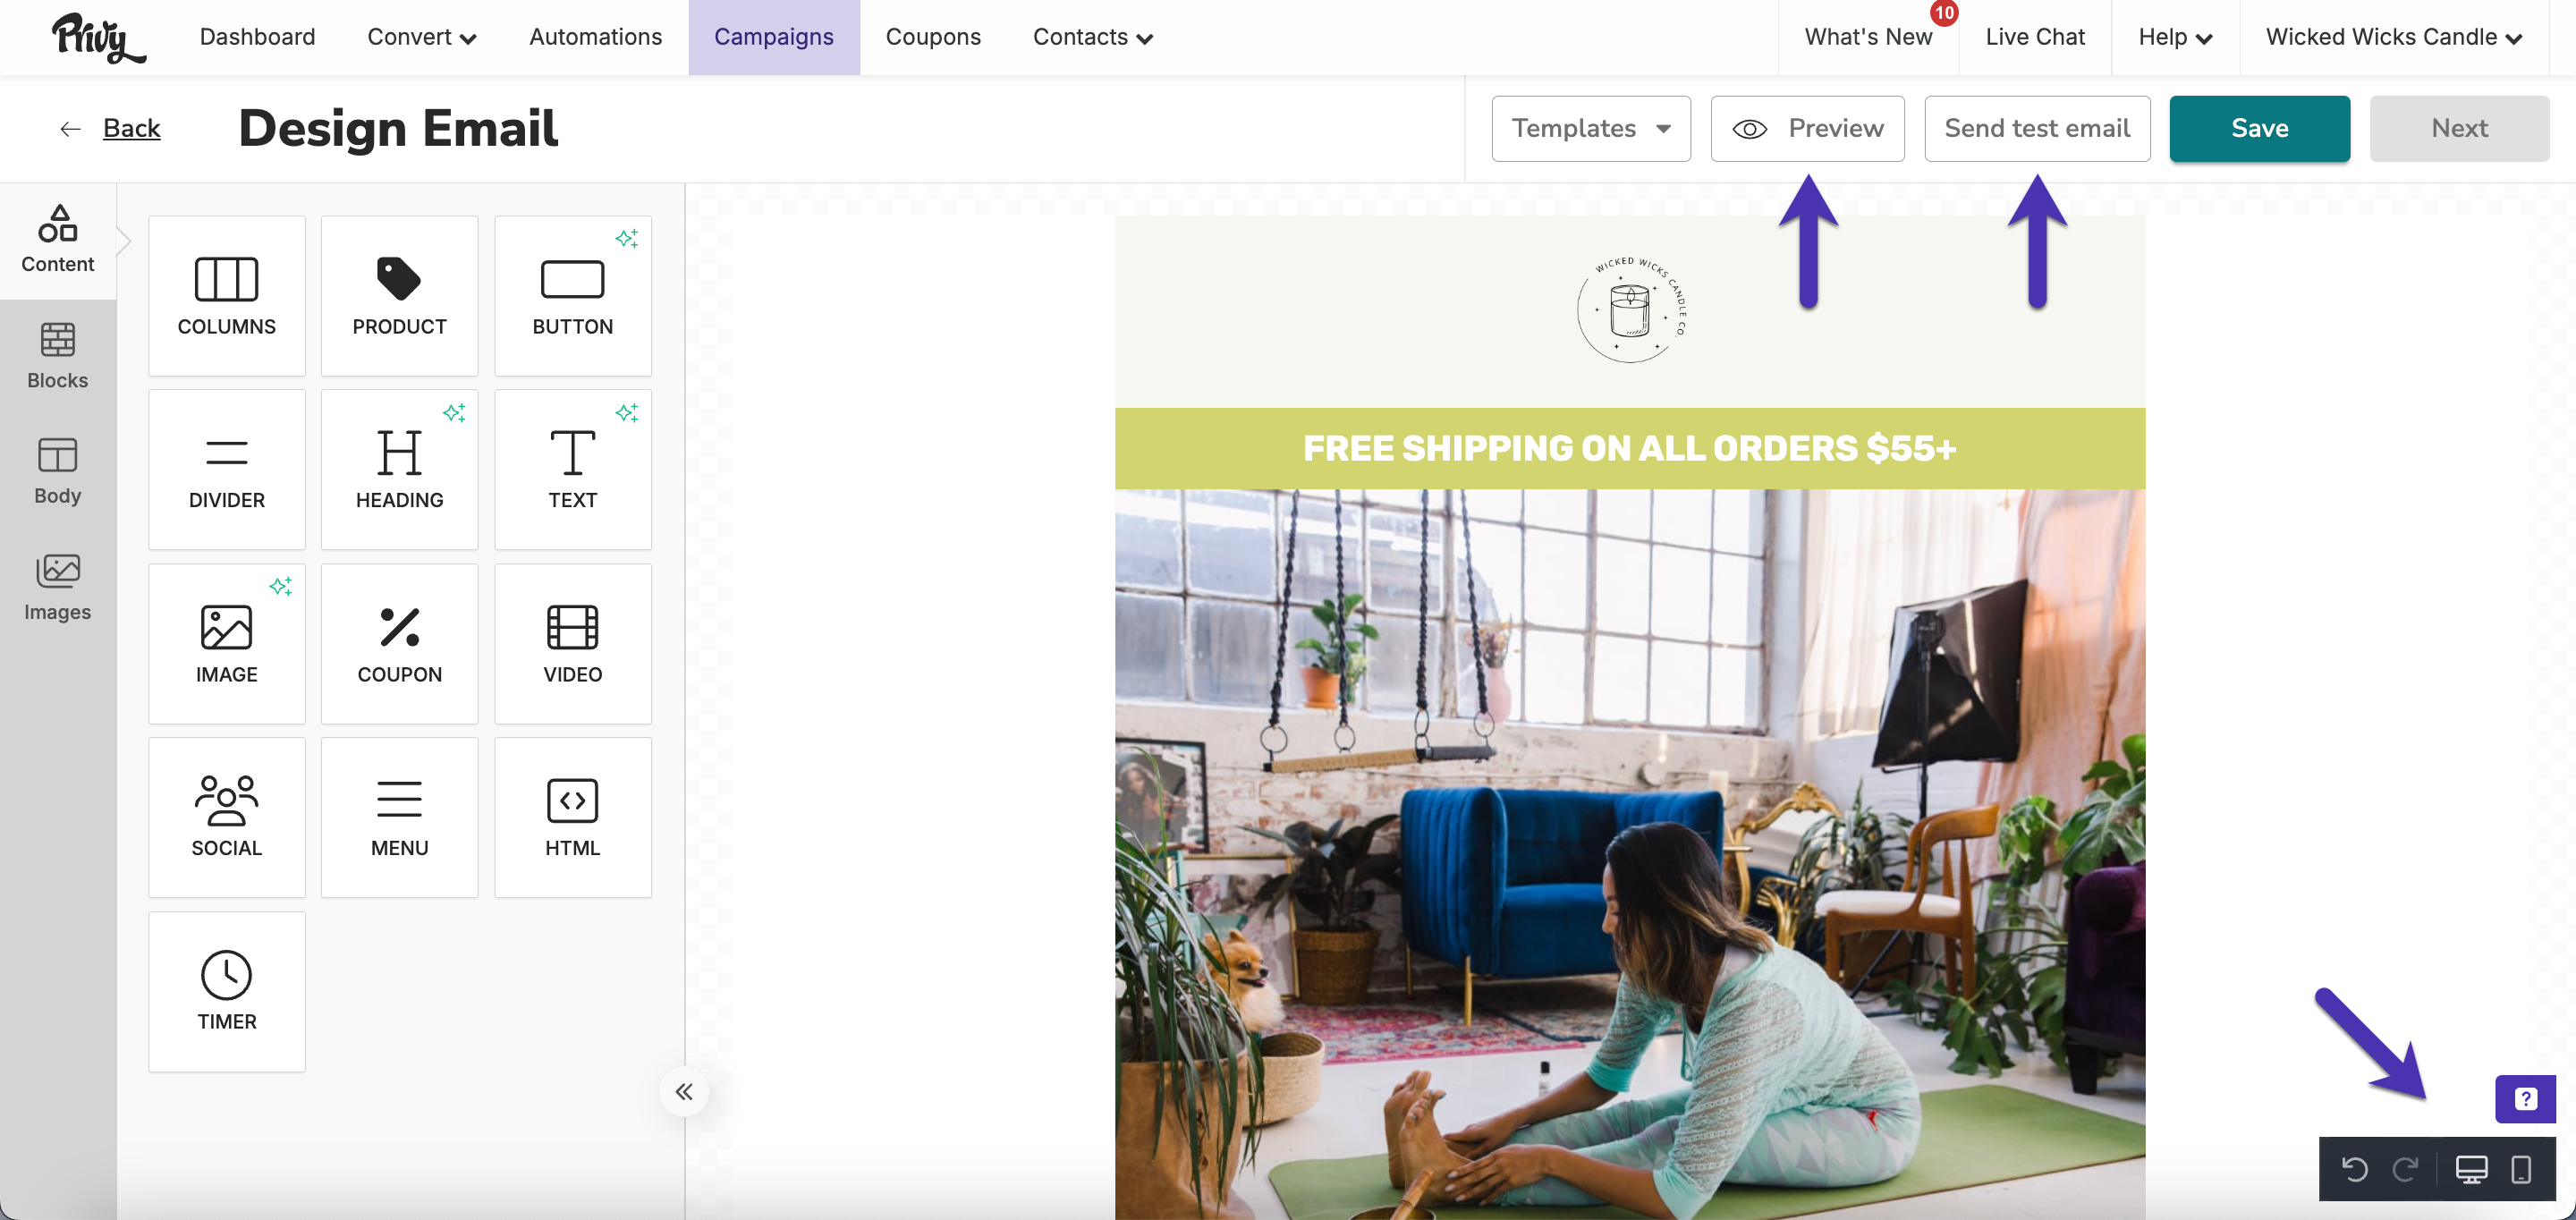 Privy
Dashboard
Convert
Automations
Campaigns
Coupons
Contacts
What's New
10
Live Chat
Help
Wicked Wicks Candle
Back
Design Email
Templates
Preview
Send test email
Save
Next
Content
Blocks
Body
Images
COLUMNS
PRODUCT
BUTTON
DIVIDER
HEADING
TEXT
IMAGE
COUPON
VIDEO
SOCIAL
MENU
HTML
TIMER
WICKED WICKS CANDLE CO.
FREE SHIPPING ON ALL ORDERS $55+
?